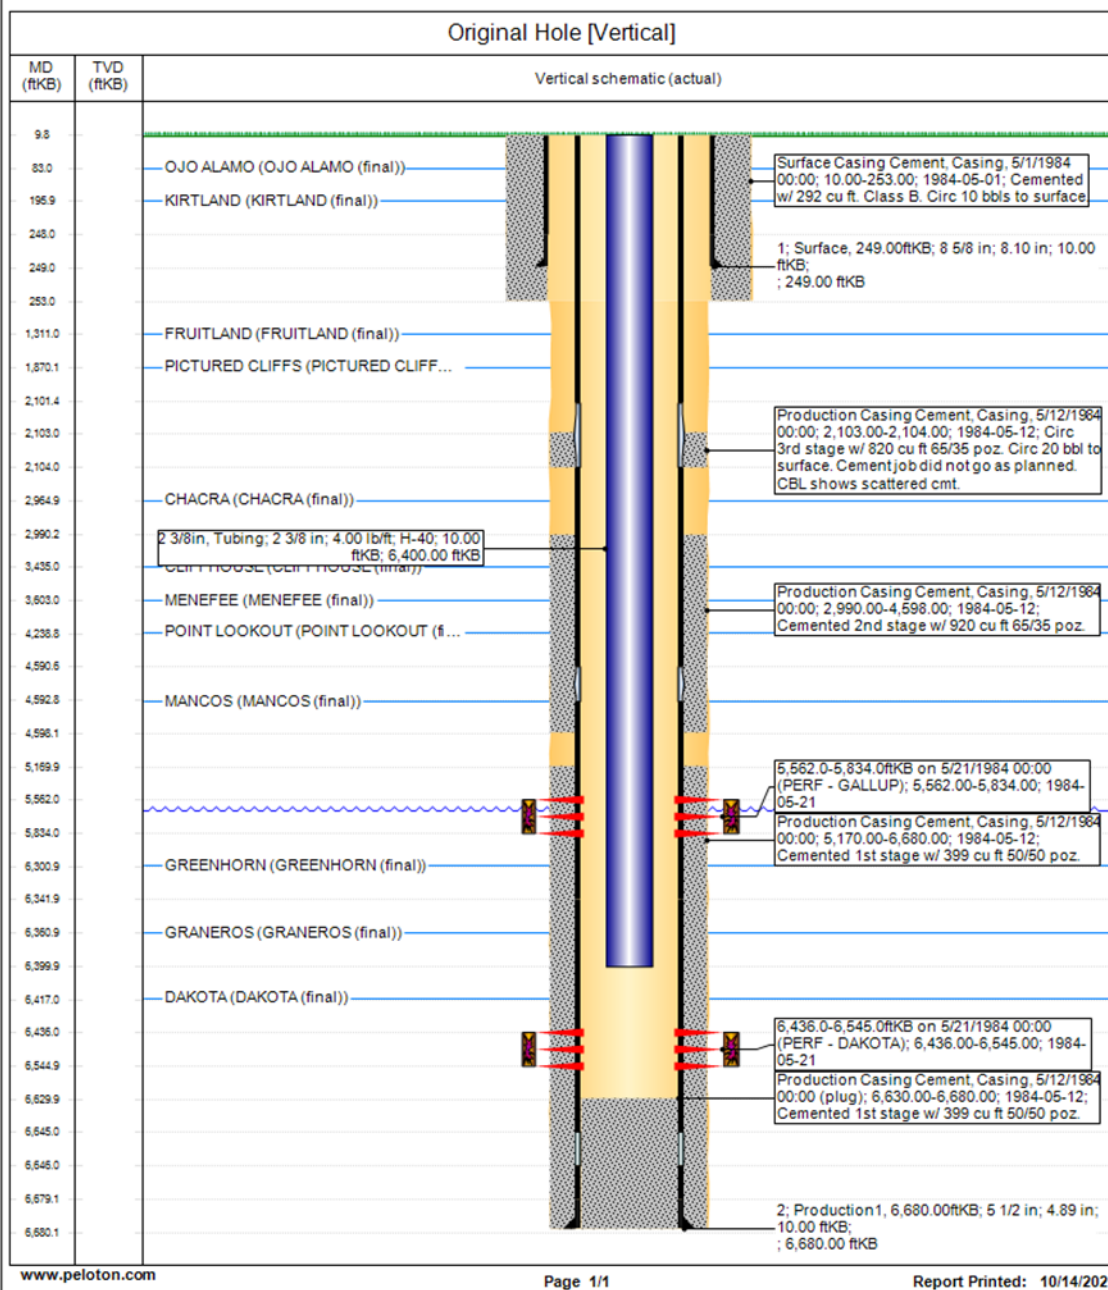 Original Hole [Vertical]
MD (ftKB)
TVD (ftKB)
Vertical schematic (actual)
9.8
83.0
195.9
248.0
249.0
253.0
1,311.0
1,870.1
2,101.4
2,103.0
2,104.0
2,964.9
2,990.2
3,435.0
3,603.0
4,238.8
4,590.6
4,592.8
4,598.1
5,169.9
5,562.0
5,834.0
6,300.9
6,341.9
6,360.9
6,399.9
6,417.0
6,436.0
6,544.9
6,629.9
6,645.0
6,646.0
6,679.1
6,680.1
OJO ALAMO (OJO ALAMO (final))
KIRTLAND (KIRTLAND (final))
FRUITLAND (FRUITLAND (final))
PICTURED CLIFFS (PICTURED CLIFF...
CHACRA (CHACRA (final))
2 3/8in, Tubing; 2 3/8 in; 4.00 lb/ft; H-40; 10.00
ftKB; 6,400.00 ftKB
CLIFF HOUSE (CLIFF HOUSE (final))
MENEFEE (MENEFEE (final))
POINT LOOKOUT (POINT LOOKOUT (fi...
MANCOS (MANCOS (final))
GREENHORN (GREENHORN (final))
GRANEROS (GRANEROS (final))
DAKOTA (DAKOTA (final))
Surface Casing Cement, Casing, 5/1/1984
00:00; 10.00-253.00; 1984-05-01; Cemented
w/ 292 cu ft. Class B. Circ 10 bbls to surface.
1; Surface, 249.00ftKB; 8 5/8 in; 8.10 in; 10.00
ftKB;
; 249.00 ftKB
Production Casing Cement, Casing, 5/12/1984
00:00; 2,103.00-2,104.00; 1984-05-12; Circ
3rd stage w/ 820 cu ft 65/35 poz. Circ 20 bbl to
surface. Cement job did not go as planned.
CBL shows scattered cmt.
Production Casing Cement, Casing, 5/12/1984
00:00; 2,990.00-4,598.00; 1984-05-12;
Cemented 2nd stage w/ 920 cu ft 65/35 poz.
5,562.0-5,834.0ftKB on 5/21/1984 00:00
(PERF - GALLUP); 5,562.00-5,834.00; 1984-
05-21
Production Casing Cement, Casing, 5/12/1984
00:00; 5,170.00-6,680.00; 1984-05-12;
Cemented 1st stage w/ 399 cu ft 50/50 poz.
6,436.0-6,545.0ftKB on 5/21/1984 00:00
(PERF - DAKOTA); 6,436.00-6,545.00; 1984-
05-21
Production Casing Cement, Casing, 5/12/1984
00:00 (plug); 6,630.00-6,680.00; 1984-05-12;
Cemented 1st stage w/ 399 cu ft 50/50 poz.
2; Production1, 6,680.00ftKB; 5 1/2 in; 4.89 in;
10.00 ftKB;
; 6,680.00 ftKB
www.peloton.com
Page 1/1
Report Printed: 10/14/202